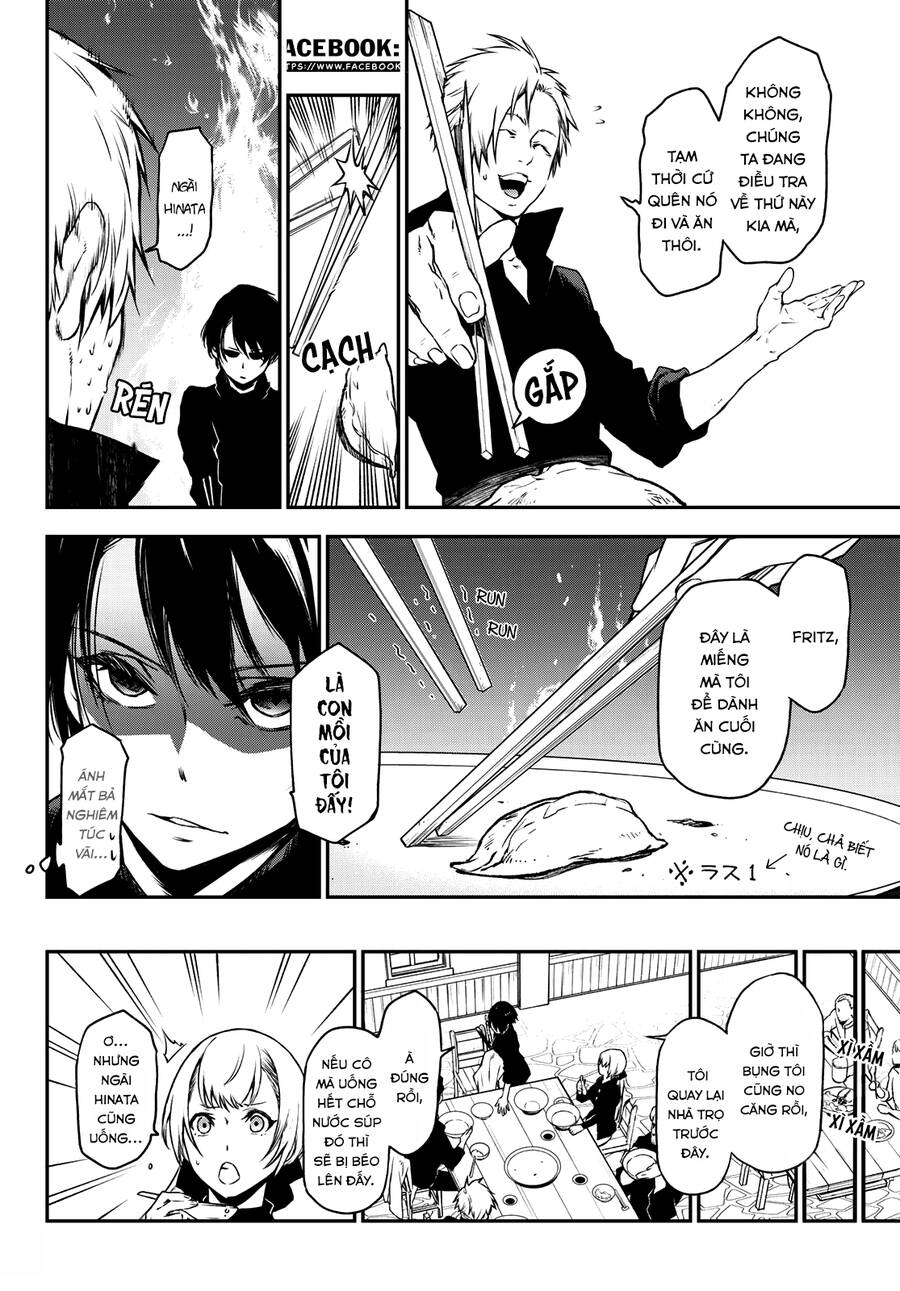 KHÔNG
KHÔNG,
CHÚNG
TA ĐANG
ĐIỀU TRA
VỀ THỨ NÀY
KIA MÀ,
TẠM
THỜI CỨ
QUÊN NÓ
ĐI VÀ ĂN
THÔI.
GẮP
ACEBOOK:
TTPS://WWW.FACEBOOK
CẠCH
NGÀI
HINATA
...!
RÉN
FRITZ,
ĐÂY LÀ
MIẾNG
MÀ TÔI
ĐỂ DÀNH
ĂN CUỐI
CÙNG.
RUN
RUN
CHỊU, CHẢ BIẾT
NÓ LÀ GÌ.
※ラス1
LÀ
CON
MỒI CỦA
TÔI
ĐẤY!
ÁNH
MẮT BẢ
NGHIÊM
TÚC
VÃI...
XÌ XẦM
XÌ XẦM
GIỜ THÌ
BỤNG TÔI
CŨNG NO
CĂNG RỒI,
TÔI
QUAY LẠI
NHÀ TRỌ
TRƯỚC
ĐÂY.
À
ĐÚNG
RỒI,
NẾU CÔ
MÀ UỐNG
HẾT CHỖ
NƯỚC SÚP
ĐÓ THÌ
SẼ BỊ BÉO
LÊN ĐẤY.
Ơ...
NHƯNG
NGÀI
HINATA
CŨNG
UỐNG...